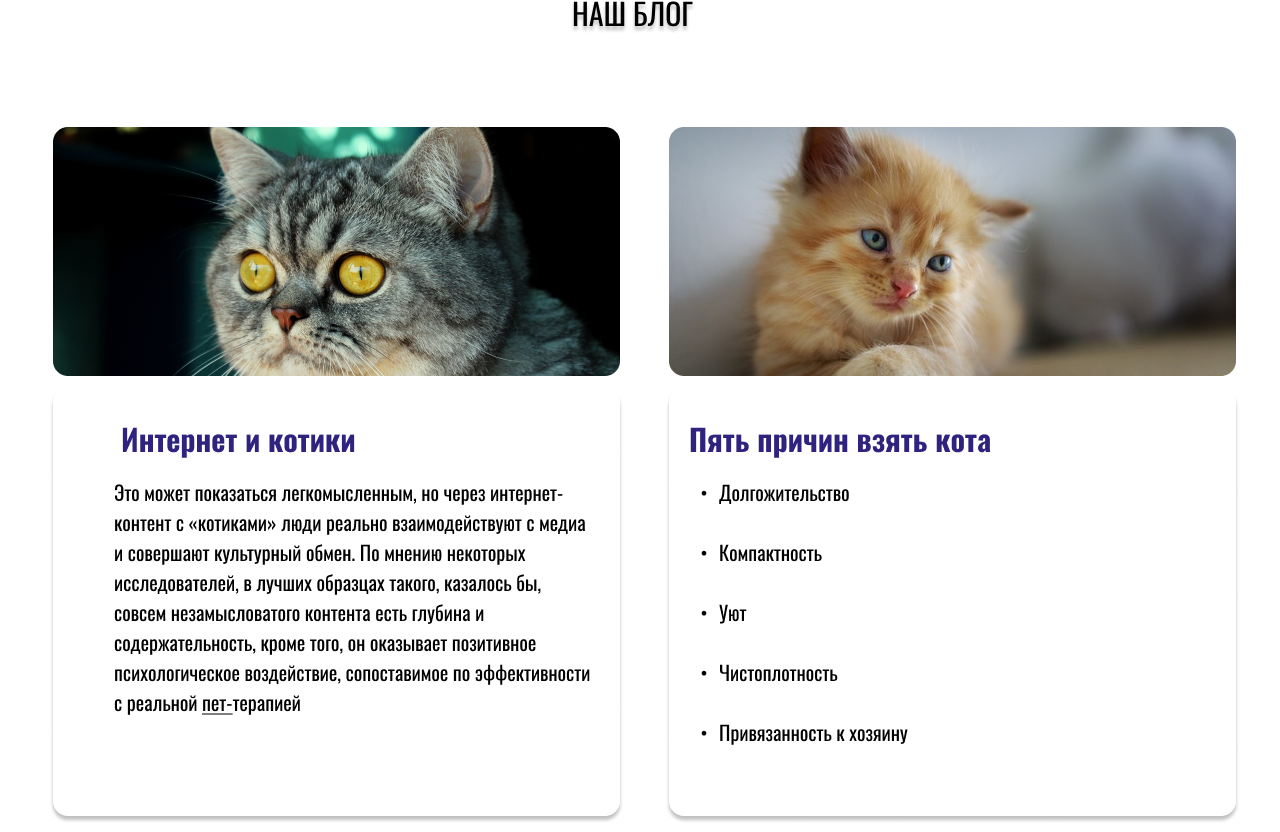 НАШ БЛОГ
Интернет и котики
Это может показаться легкомысленным, но через интернет-
контент с «котиками» люди реально взаимодействуют с медиа
и совершают культурный обмен. По мнению некоторых
исследователей, в лучших образцах такого, казалось бы,
совсем незамысловатого контента есть глубина и
содержательность, кроме того, он оказывает позитивное
психологическое воздействие, сопоставимое по эффективности
с реальной пет-терапией
Пять причин взять кота
• Долгожительство
• Компактность
• Уют
• Чистоплотность
• Привязанность к хозяину